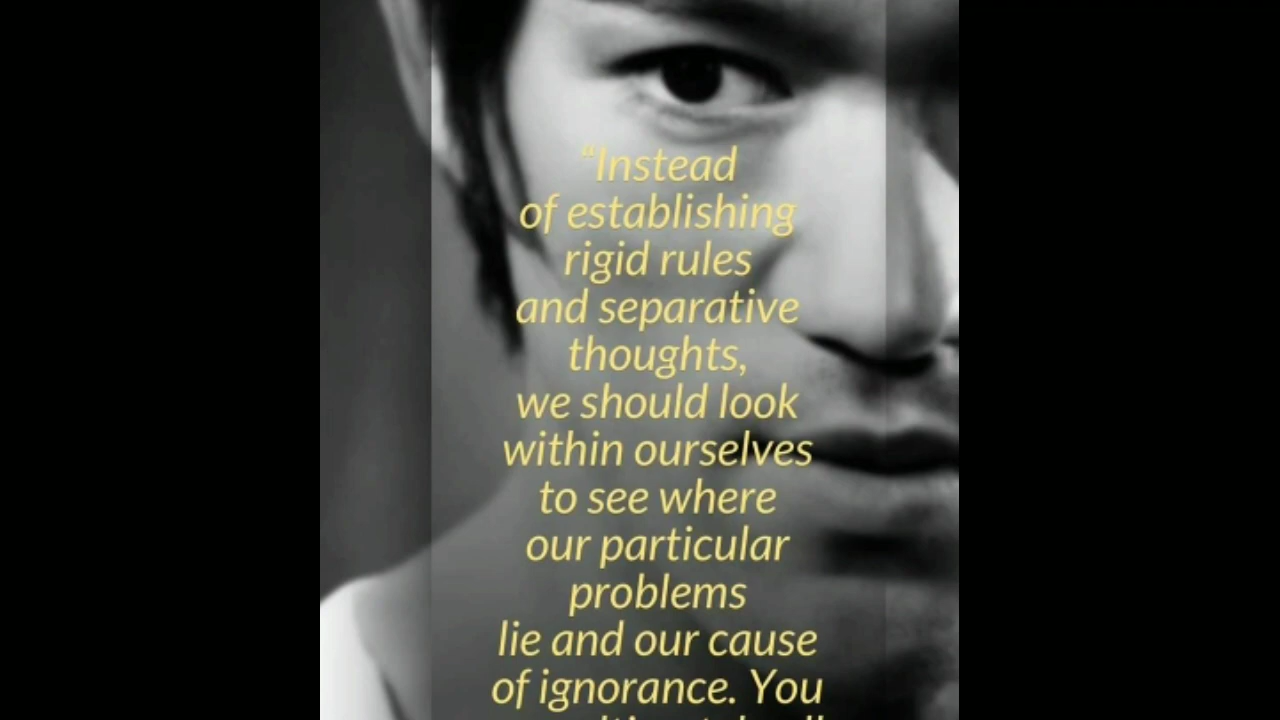 “Instead
of establishing
rigid rules
and separative
thoughts,
we should look
within ourselves
to see where
our particular
problems
lie and our cause
of ignorance. You